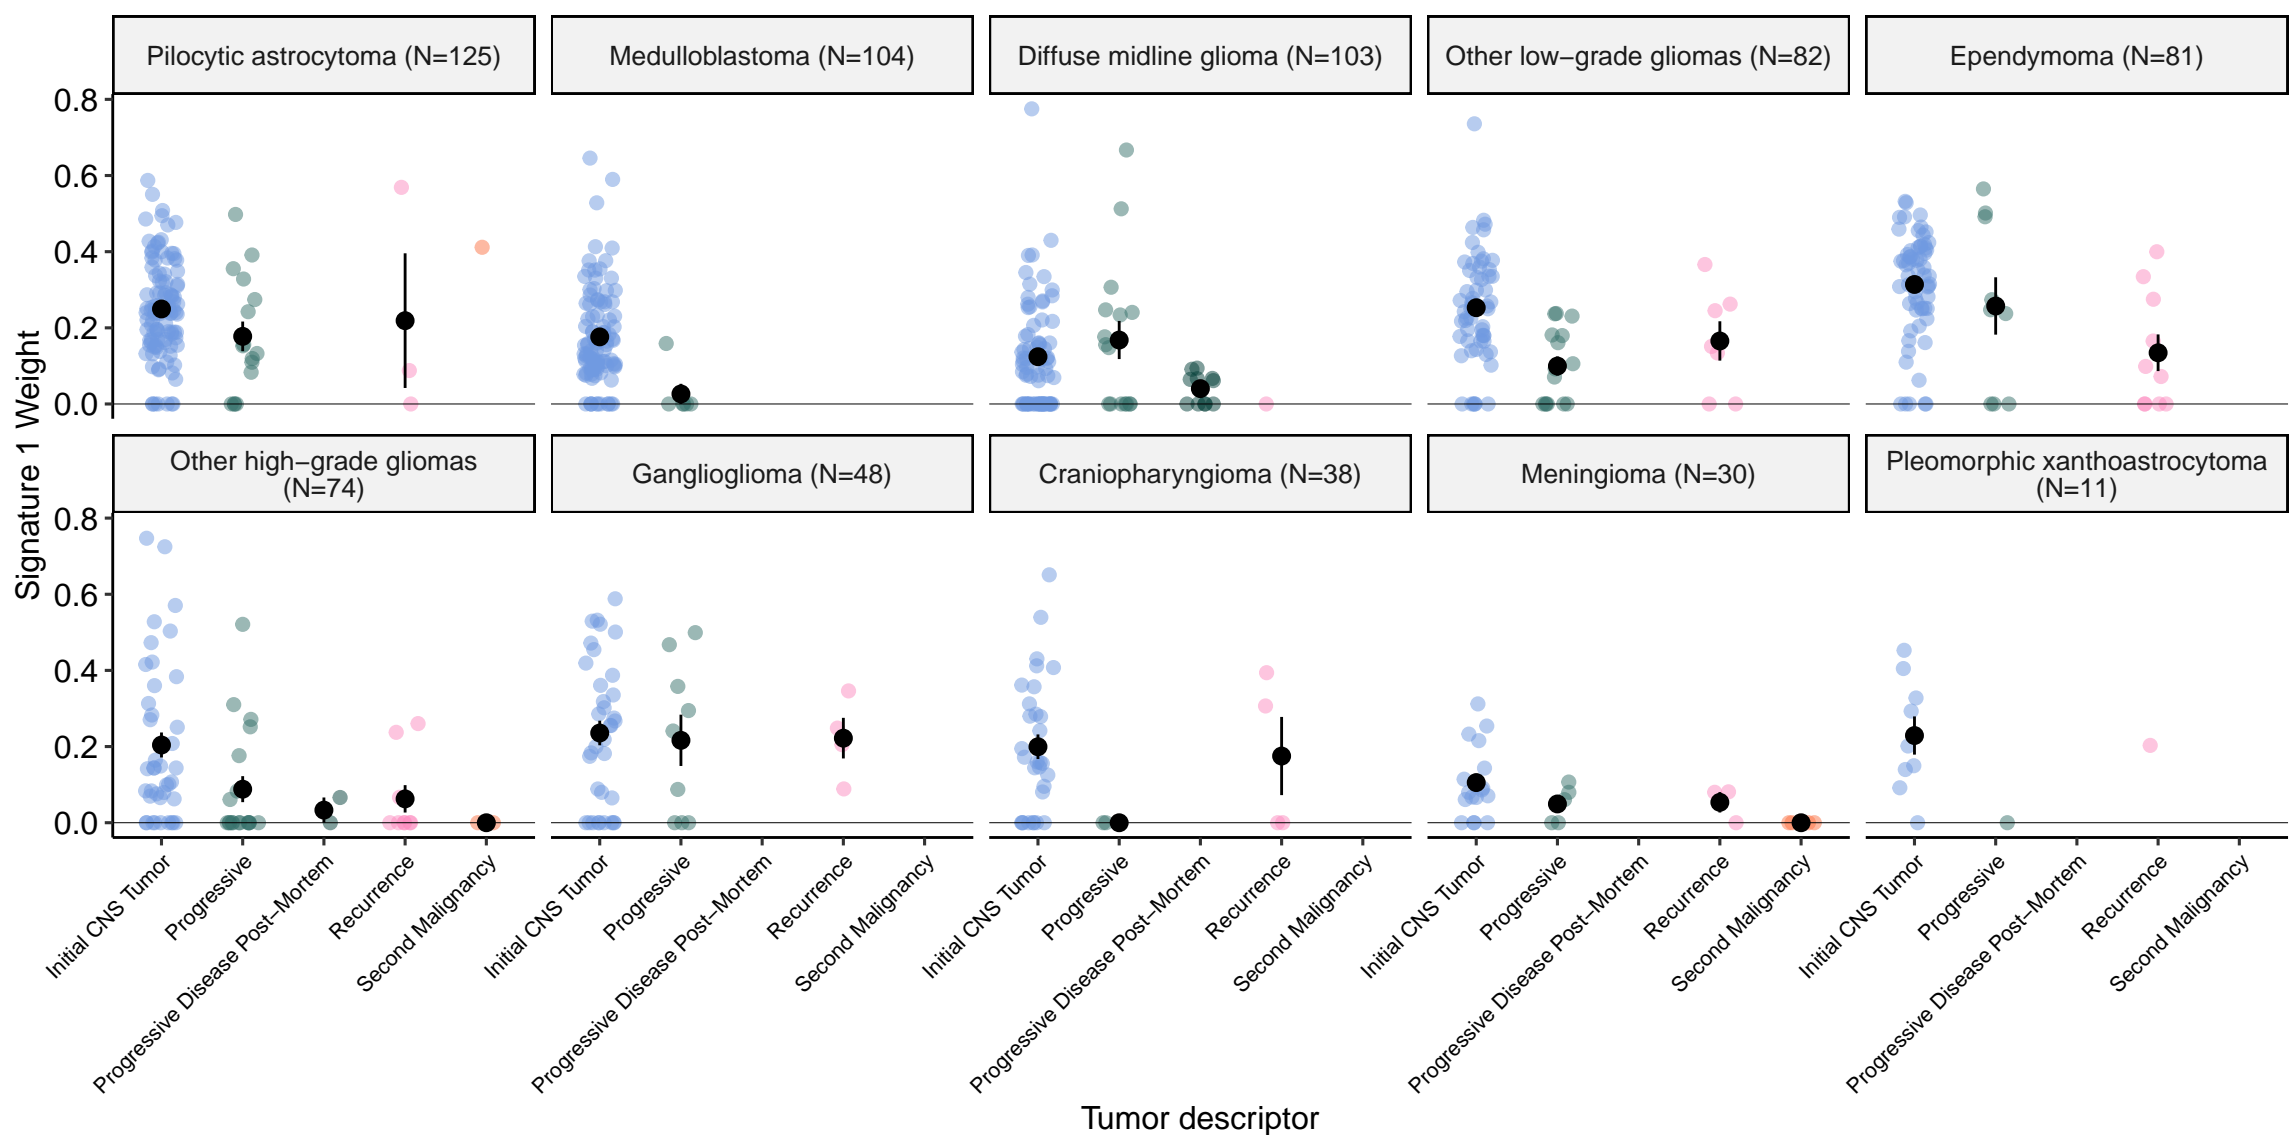 Pilocytic astrocytoma (N=125)
Medulloblastoma (N=104)
Diffuse midline glioma (N=103)
Other low−grade gliomas (N=82)
Ependymoma (N=81)
0.8
0.6
0.4
0.2
0.0
Other high−grade gliomas
(N=74)
Ganglioglioma (N=48)
Craniopharyngioma (N=38)
Meningioma (N=30)
Pleomorphic xanthoastrocytoma
(N=11)
0.8
0.6
0.4
0.2
0.0
Signature 1 Weight
Initial CNS Tumor
Progressive
Progressive Disease Post−Mortem
Recurrence
Second Malignancy
Initial CNS Tumor
Progressive
Progressive Disease Post−Mortem
Recurrence
Second Malignancy
Initial CNS Tumor
Progressive
Progressive Disease Post−Mortem
Recurrence
Second Malignancy
Initial CNS Tumor
Progressive
Progressive Disease Post−Mortem
Recurrence
Second Malignancy
Initial CNS Tumor
Progressive
Progressive Disease Post−Mortem
Recurrence
Second Malignancy
Tumor descriptor